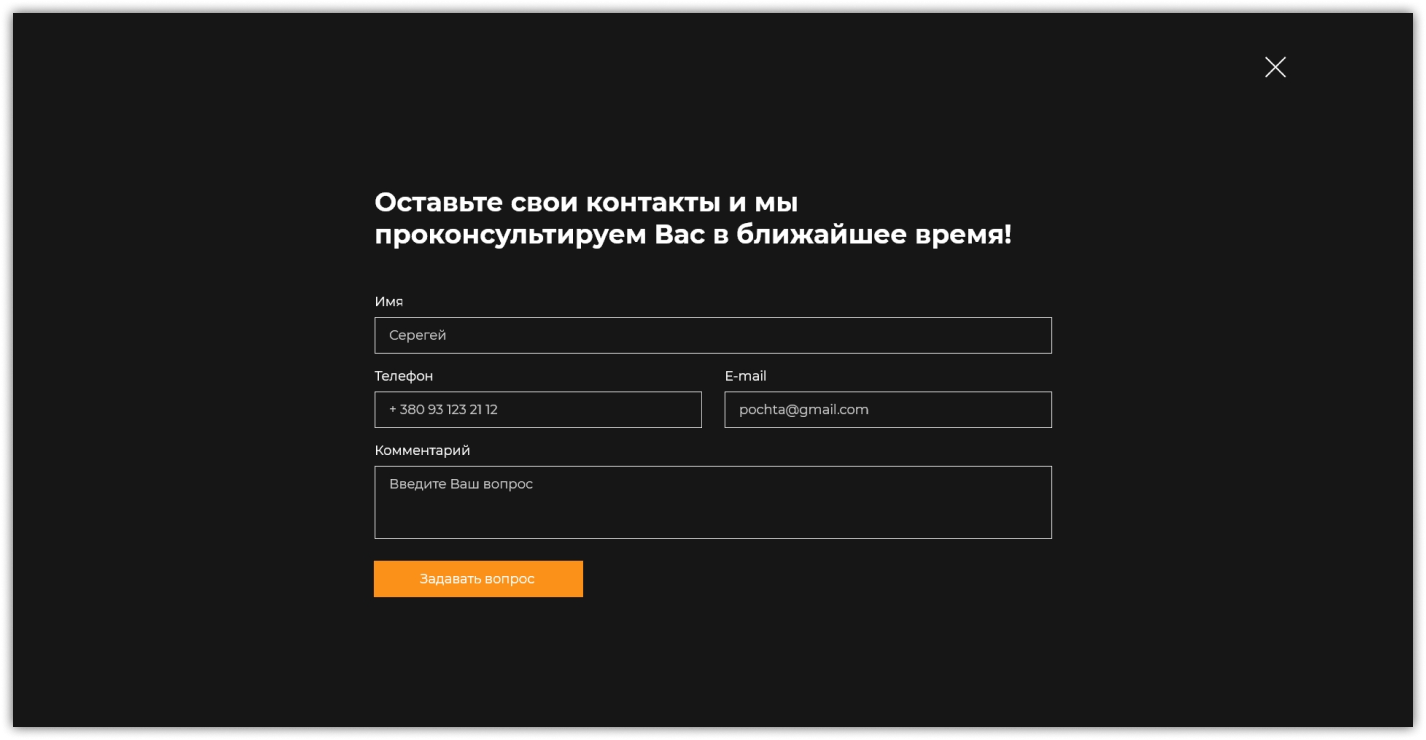 Оставьте свои контакты и мы
проконсультируем Вас в ближайшее время!
Имя
Серегей
Телефон
E-mail
+ 380 93 123 21 12
pochta@gmail.com
Комментарий
Введите Ваш вопрос
Задавать вопрос